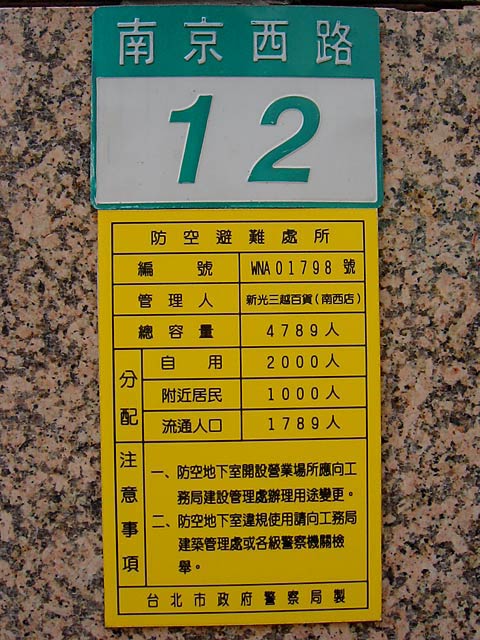 南京西路
12
防空避難處所
編號 WNA01798號
管理人 新光三越百貨(南西店)
總容量 4789人
分配
自用 2000人
附近居民 1000人
流通人口 1789人
注意事項
一、防空地下室開設營業場所應向工
務局建設管理處辦理用途變更。
二、防空地下室違規使用請向工務局
建築管理處或各級警察機關檢
舉。
台北市政府警察局製